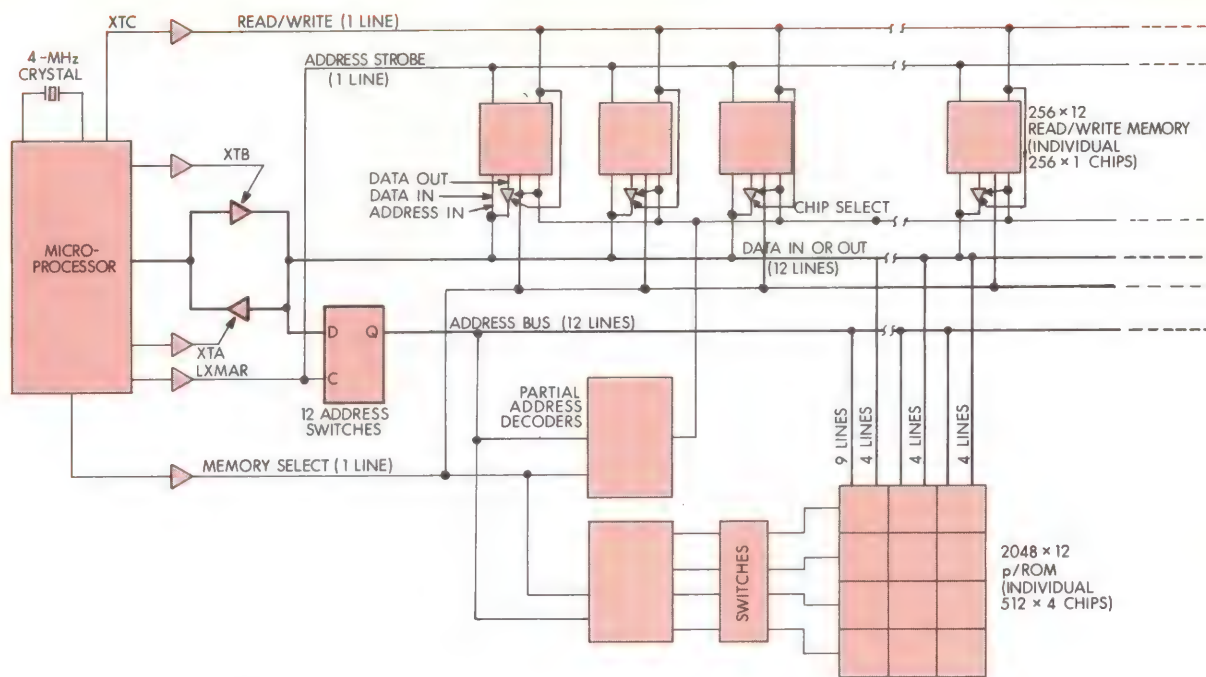 XTC
READ/WRITE (1 LINE)
4-MHz
CRYSTAL
ADDRESS STROBE
(1 LINE)
256 × 12
READ/WRITE MEMORY
(INDIVIDUAL
256 × 1 CHIPS)
XTB
DATA OUT
DATA IN
ADDRESS IN
CHIP SELECT
MICRO-
PROCESSOR
DATA IN OR OUT
(12 LINES)
D Q
ADDRESS BUS (12 LINES)
XTA
LXMAR
C
12 ADDRESS
SWITCHES
PARTIAL
ADDRESS
DECODERS
MEMORY SELECT (1 LINE)
9 LINES
4 LINES
4 LINES
4 LINES
SWITCHES
2048 × 12
p/ROM
(INDIVIDUAL
512 × 4 CHIPS)